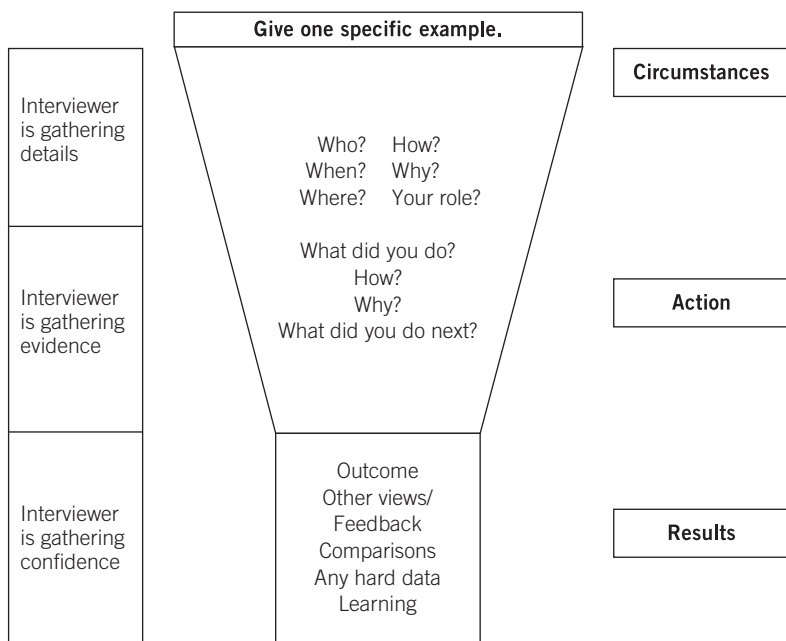 Give one specific example.
Circumstances
Interviewer
is gathering
details
Who? How?
When? Why?
Where? Your role?
What did you do?
How?
Why?
What did you do next?
Interviewer
is gathering
evidence
Action
Outcome
Other views/
Feedback
Comparisons
Any hard data
Learning
Interviewer
is gathering
confidence
Results